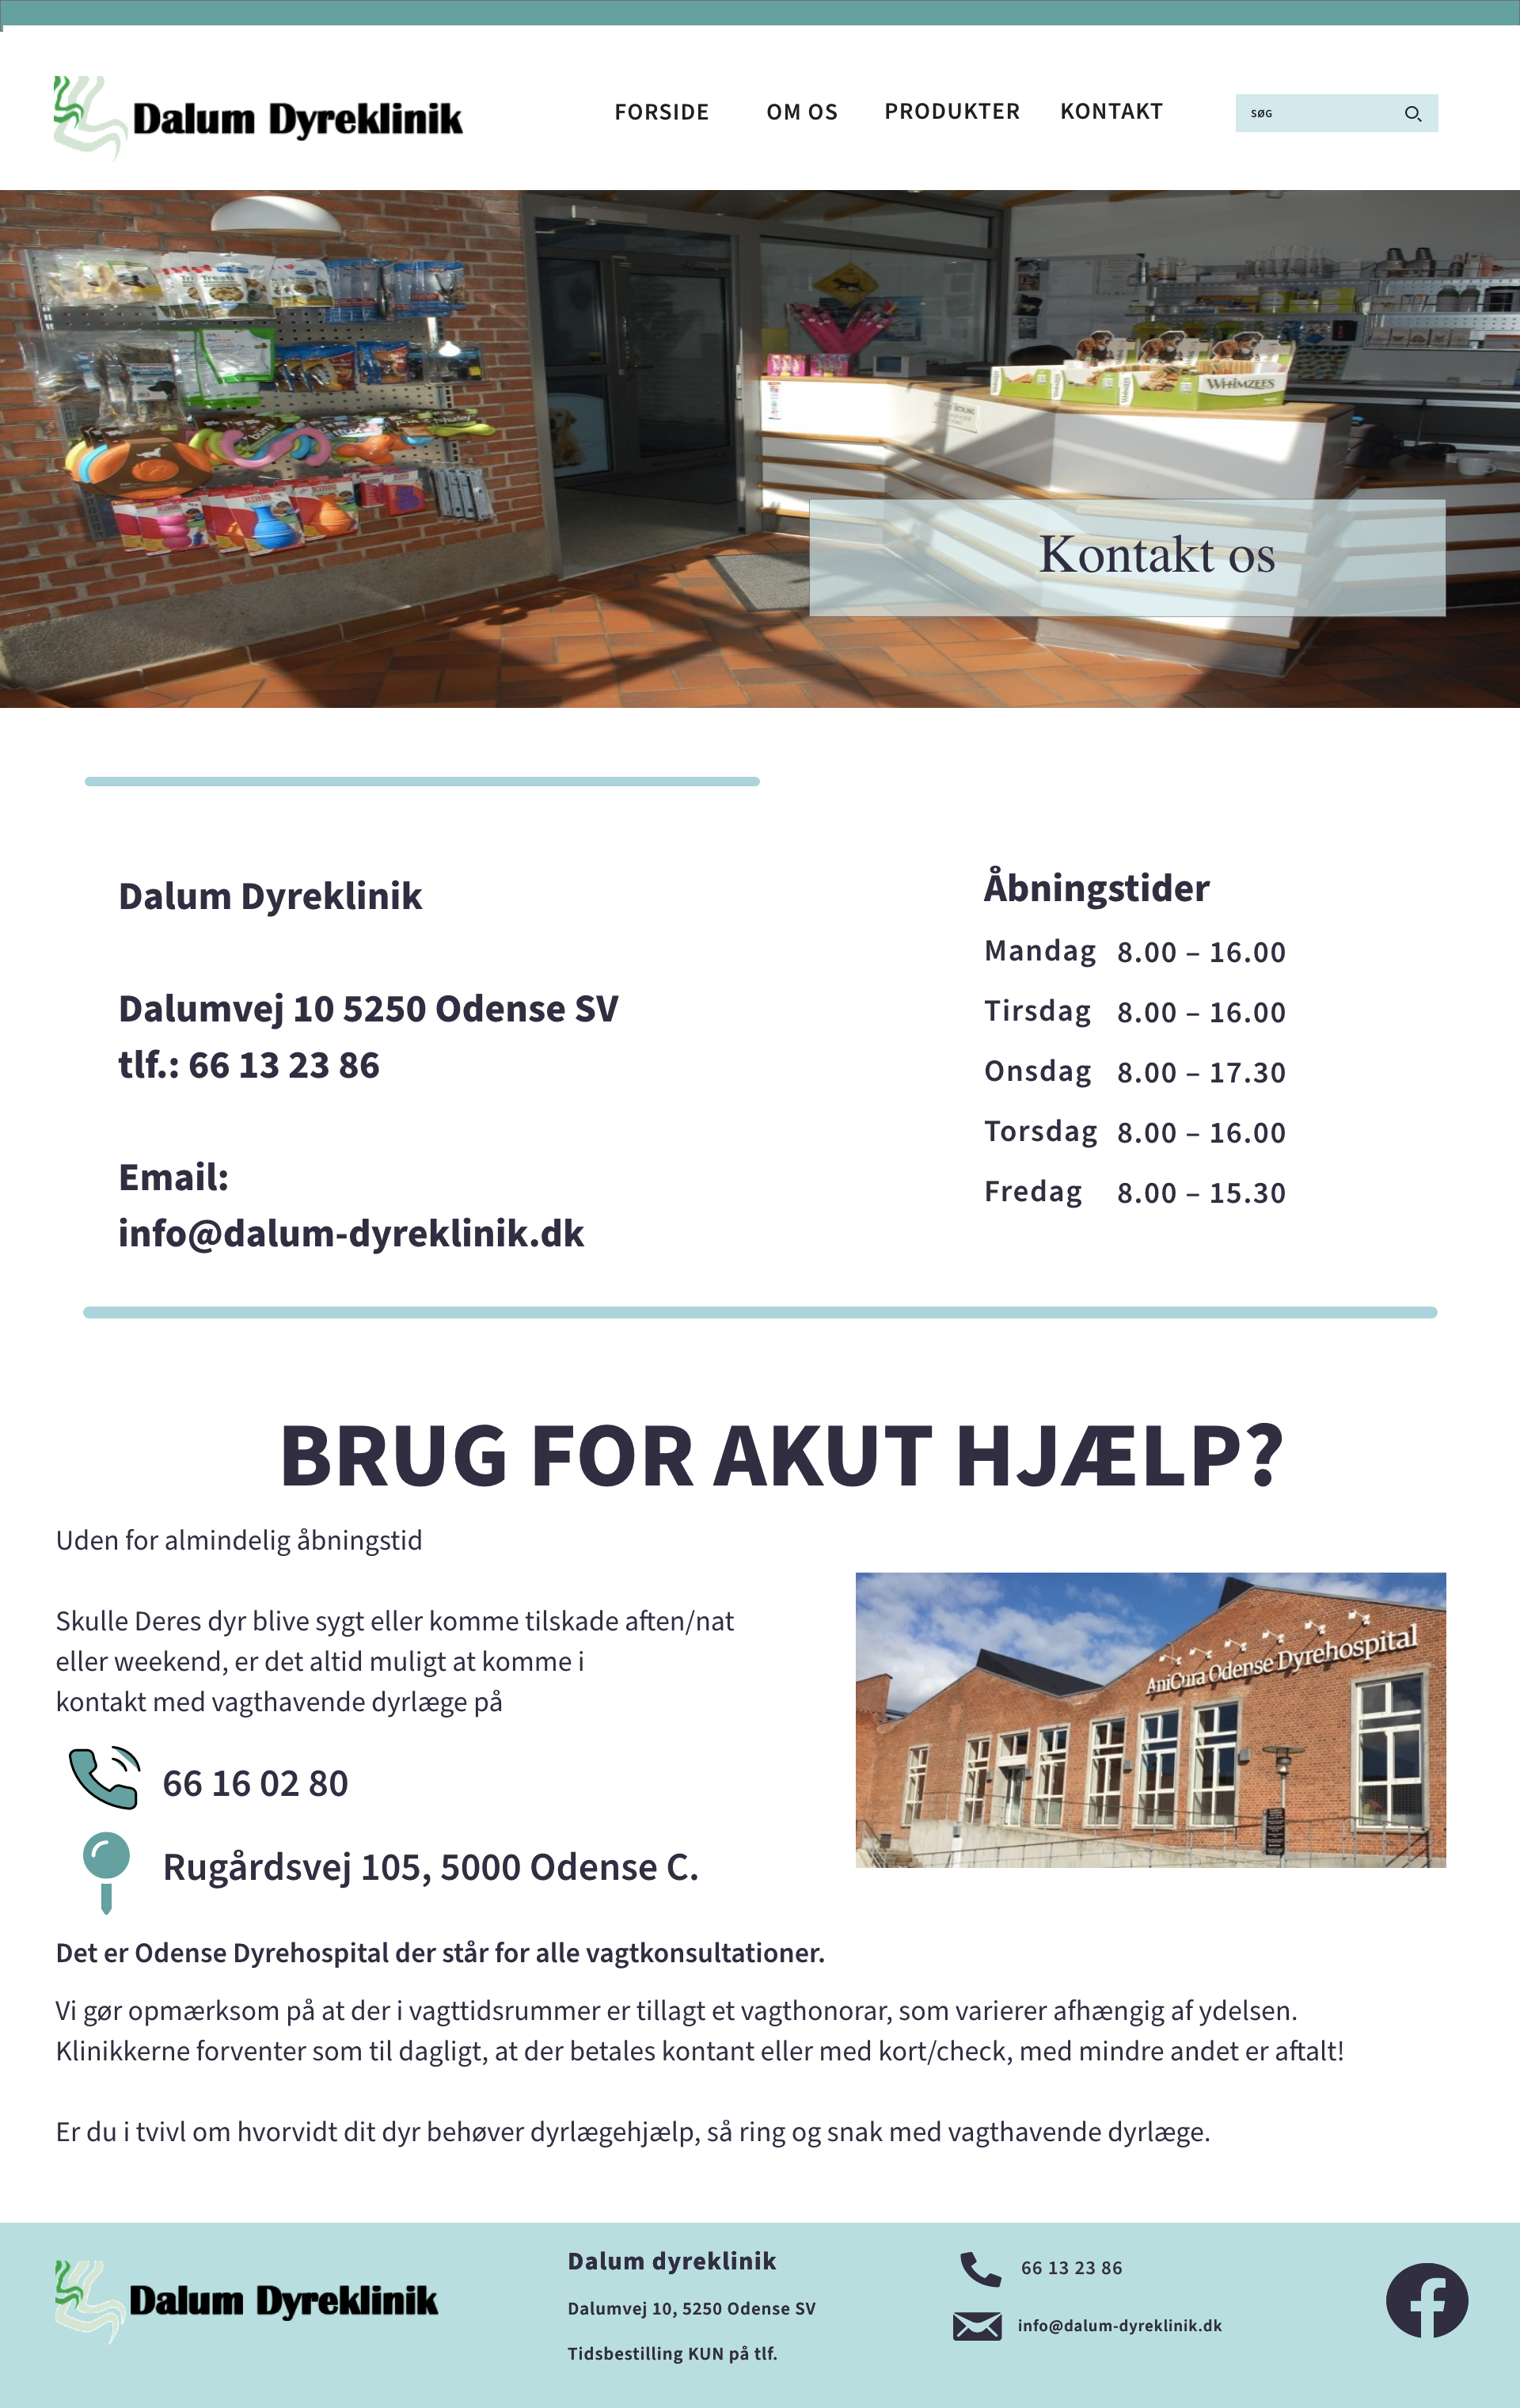 Dalum Dyreklinik
FORSIDE OM OS PRODUKTER KONTAKT
SØG
Treats
KONG
WHIMZEES
Kontakt os
Dalum Dyreklinik
Dalumvej 10 5250 Odense SV
tlf.: 66 13 23 86
Email:
info@dalum-dyreklinik.dk
Åbningstider
Mandag 8.00 – 16.00
Tirsdag 8.00 – 16.00
Onsdag 8.00 – 17.30
Torsdag 8.00 – 16.00
Fredag 8.00 – 15.30
BRUG FOR AKUT HJÆLP?
Uden for almindelig åbningstid
Skulle Deres dyr blive sygt eller komme tilskade aften/nat
eller weekend, er det altid muligt at komme i
kontakt med vagthavende dyrlæge på
66 16 02 80
Rugårdsvej 105, 5000 Odense C.
AniCura Odense Dyrehospital
Det er Odense Dyrehospital der står for alle vagtkonsultationer.
Vi gør opmærksom på at der i vagttidsrummer er tillagt et vagthonorar, som varierer afhængig af ydelsen.
Klinikkerne forventer som til dagligt, at der betales kontant eller med kort/check, med mindre andet er aftalt!
Er du i tvivl om hvorvidt dit dyr behøver dyrlægehjælp, så ring og snak med vagthavende dyrlæge.
Dalum Dyreklinik
Dalum dyreklinik
Dalumvej 10, 5250 Odense SV
Tidsbestilling KUN på tlf.
66 13 23 86
info@dalum-dyreklinik.dk